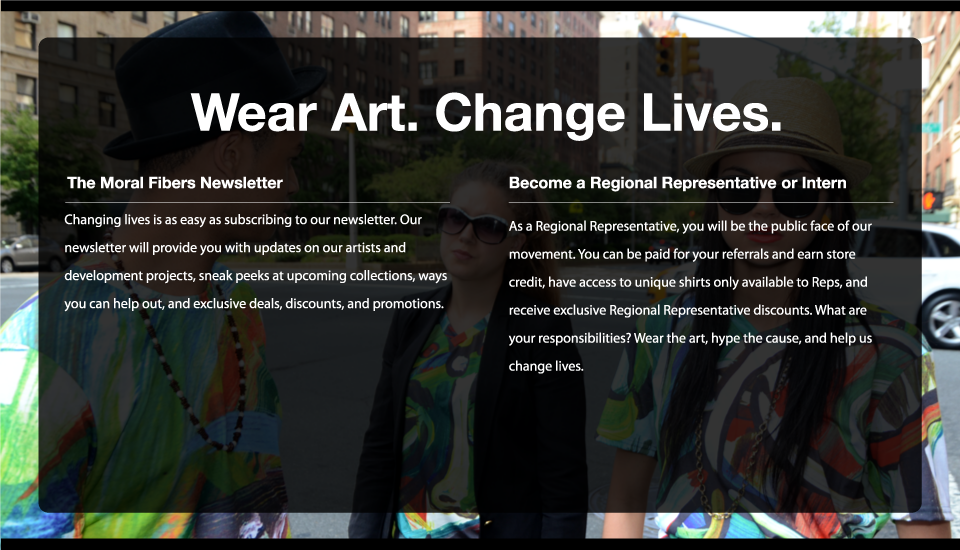 Wear Art. Change Lives.
The Moral Fibers Newsletter
Changing lives is as easy as subscribing to our newsletter. Our
newsletter will provide you with updates on our artists and
development projects, sneak peeks at upcoming collections, ways
you can help out, and exclusive deals, discounts, and promotions.
Become a Regional Representative or Intern
As a Regional Representative, you will be the public face of our
movement. You can be paid for your referrals and earn store
credit, have access to unique shirts only available to Reps, and
receive exclusive Regional Representative discounts. What are
your responsibilities? Wear the art, hype the cause, and help us
change lives.